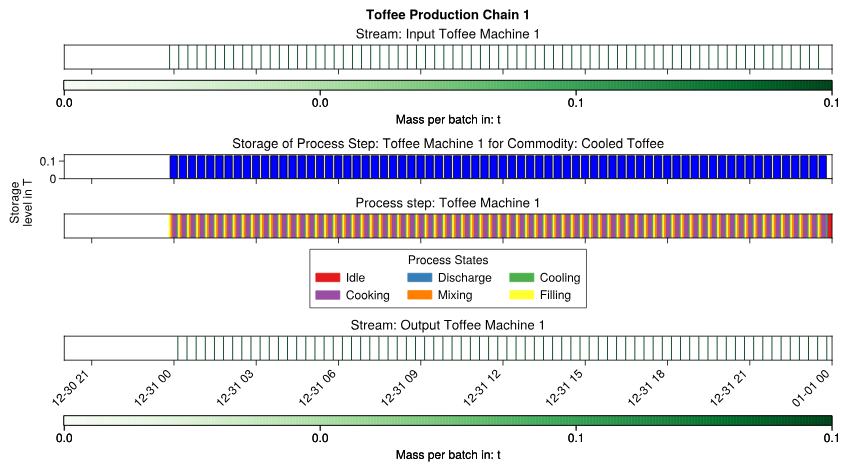 Toffee Production Chain 1
Stream: Input Toffee Machine 1
0.0 0.0 0.1 0.1
Mass per batch in: t
Storage of Process Step: Toffee Machine 1 for Commodity: Cooled Toffee
0.1
0
Storage
level in T
Process step: Toffee Machine 1
Process States
Idle Discharge Cooling
Cooking Mixing Filling
Stream: Output Toffee Machine 1
12-30 21 12-31 00 12-31 03 12-31 06 12-31 09 12-31 12 12-31 15 12-31 18 12-31 21 01-01 00
0.0 0.0 0.1 0.1
Mass per batch in: t